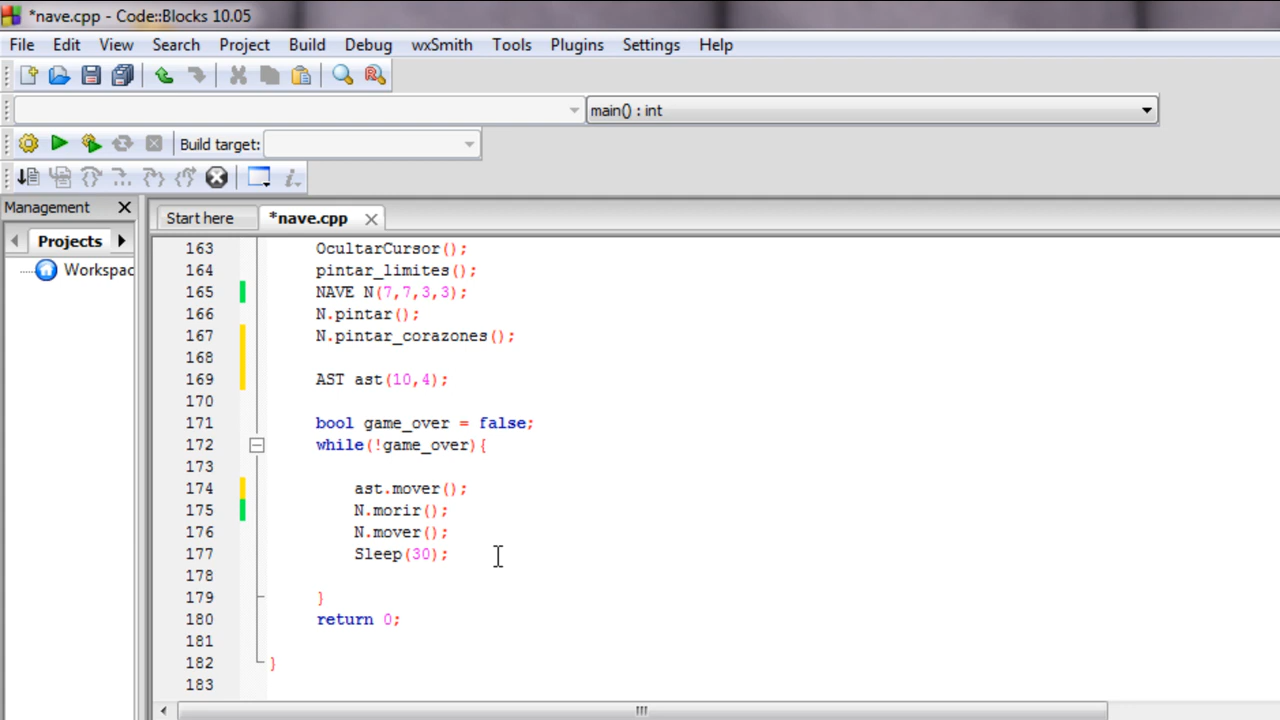 *nave.cpp - Code::Blocks 10.05
File Edit View Search Project Build Debug wxSmith Tools Plugins Settings Help
main() : int
Build target:
Management
Start here *nave.cpp
Projects
Workspac
163 OcultarCursor();
164 pintar_limites();
165 NAVE N(7,7,3,3);
166 N.pintar();
167 N.pintar_corazones();
168
169 AST ast(10,4);
170
171 bool game_over = false;
172 while(!game_over){
173
174 ast.mover();
175 N.morir();
176 N.mover();
177 Sleep(30);
178
179 }
180 return 0;
181
182 }
183